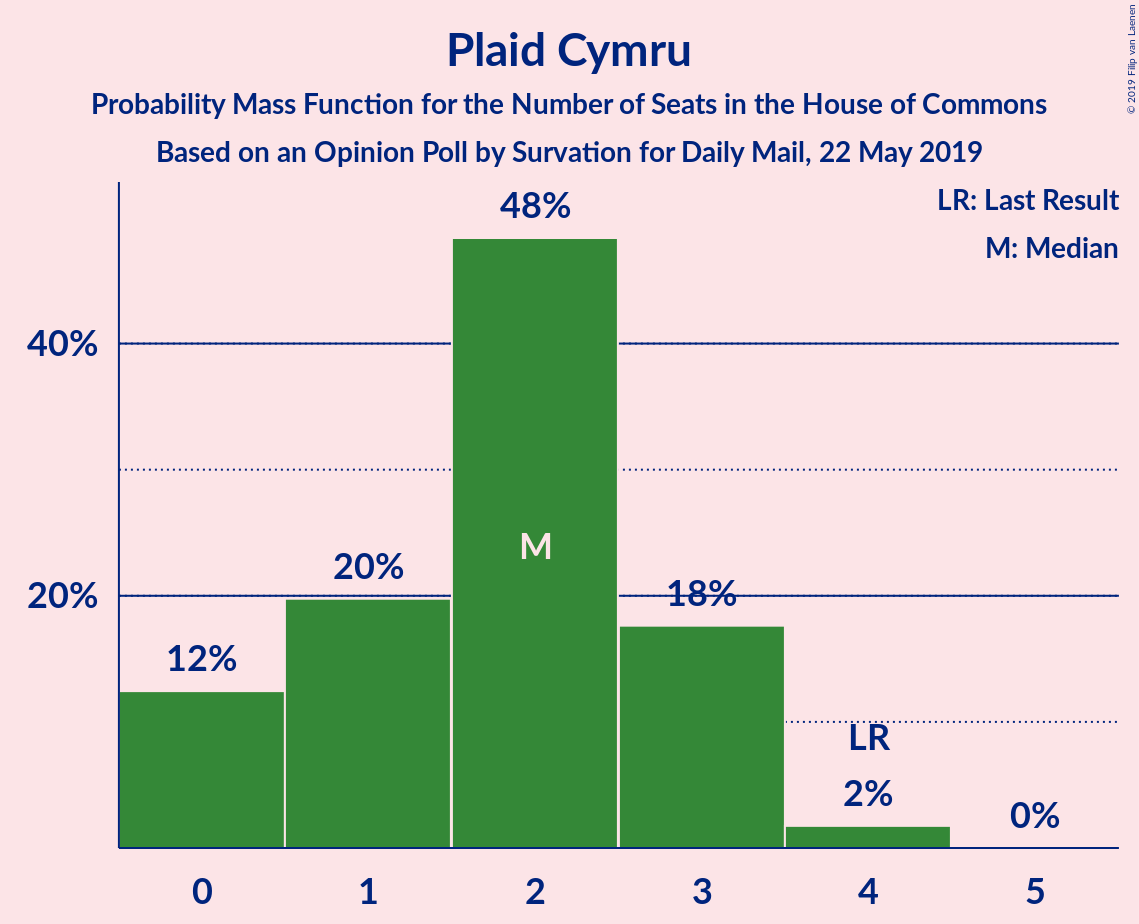 Plaid Cymru
Probability Mass Function for the Number of Seats in the House of Commons
Based on an Opinion Poll by Survation for Daily Mail, 22 May 2019
© 2019 Filip van Laenen
LR: Last Result
M: Median
48%
40%
M
20%
20%
18%
12%
LR
2%
0%
0 1 2 3 4 5